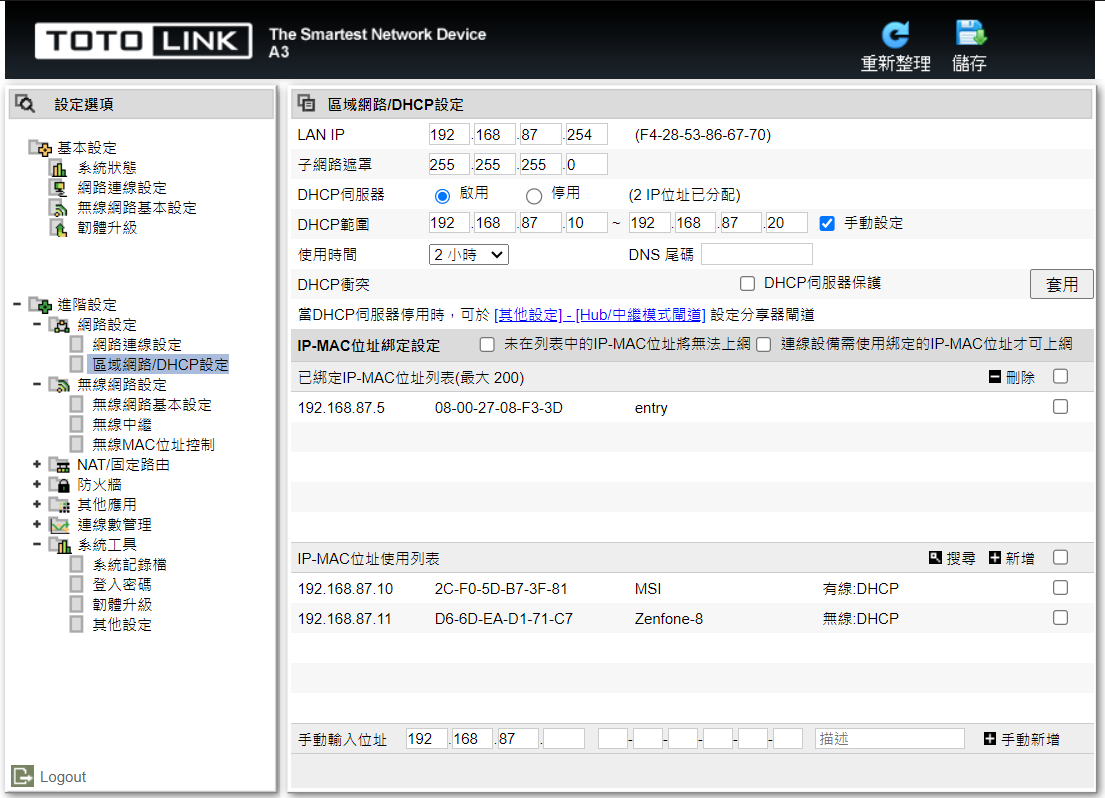 TOTO LINK The Smartest Network Device
A3
重新整理 儲存
設定選項
基本設定
系統狀態
網路連線設定
無線網路基本設定
韌體升級
進階設定
網路設定
網路連線設定
區域網路/DHCP設定
無線網路設定
無線網路基本設定
無線中繼
無線MAC位址控制
NAT/固定路由
防火牆
其他應用
連線數管理
系統工具
系統記錄檔
登入密碼
韌體升級
其他設定
Logout
區域網路/DHCP設定
LAN IP 192 .168 .87 .254 (F4-28-53-86-67-70)
子網路遮罩 255 .255 .255 .0
DHCP伺服器 啟用 停用 (2 IP位址已分配)
DHCP範圍 192 .168 .87 .10 ~ 192 .168 .87 .20 手動設定
使用時間 2 小時 DNS 尾碼
DHCP衝突 DHCP伺服器保護 套用
當DHCP伺服器停用時，可於 [其他設定] - [Hub/中繼模式閘道] 設定分享器閘道
IP-MAC位址綁定設定 未在列表中的IP-MAC位址將無法上網 連線設備需使用綁定的IP-MAC位址才可上網
已綁定IP-MAC位址列表(最大 200) 刪除
192.168.87.5 08-00-27-08-F3-3D entry
IP-MAC位址使用列表 搜尋 新增
192.168.87.10 2C-F0-5D-B7-3F-81 MSI 有線:DHCP
192.168.87.11 D6-6D-EA-D1-71-C7 Zenfone-8 無線:DHCP
手動輸入位址 192 .168 .87 . - - - - - 描述 手動新增